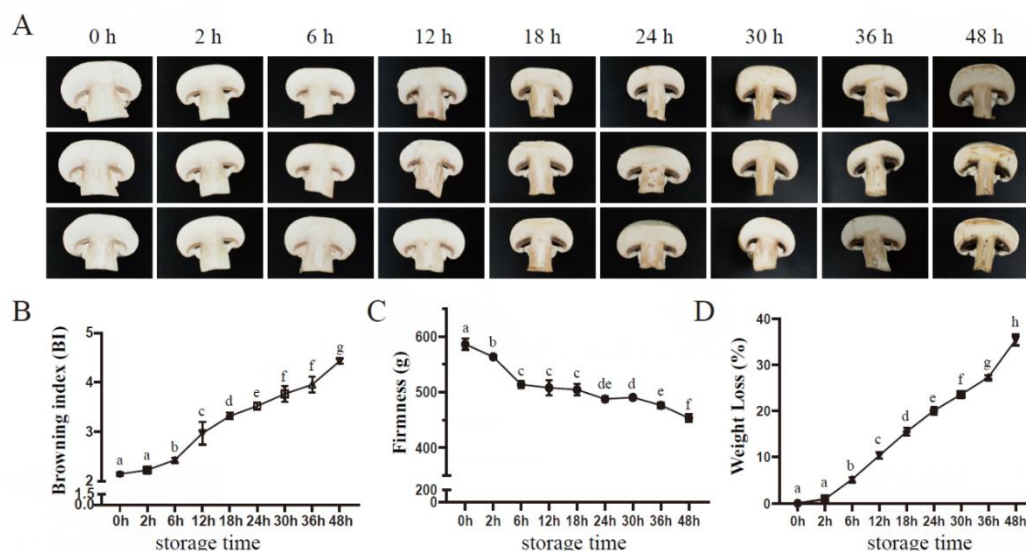 A
0 h 2 h 6 h 12 h 18 h 24 h 30 h 36 h 48 h
B
Browning index (BI)
5
4
3
2
1.5
0.0
a a b c d e f f g
0h 2h 6h 12h 18h 24h 30h 36h 48h
storage time
C
Firmness (g)
600
500
400
200
0
a b c c c de d e f
0h 2h 6h 12h 18h 24h 30h 36h 48h
storage time
D
Weight Loss (%)
40
30
20
10
0
a a b c d e f g h
0h 2h 6h 12h 18h 24h 30h 36h 48h
storage time